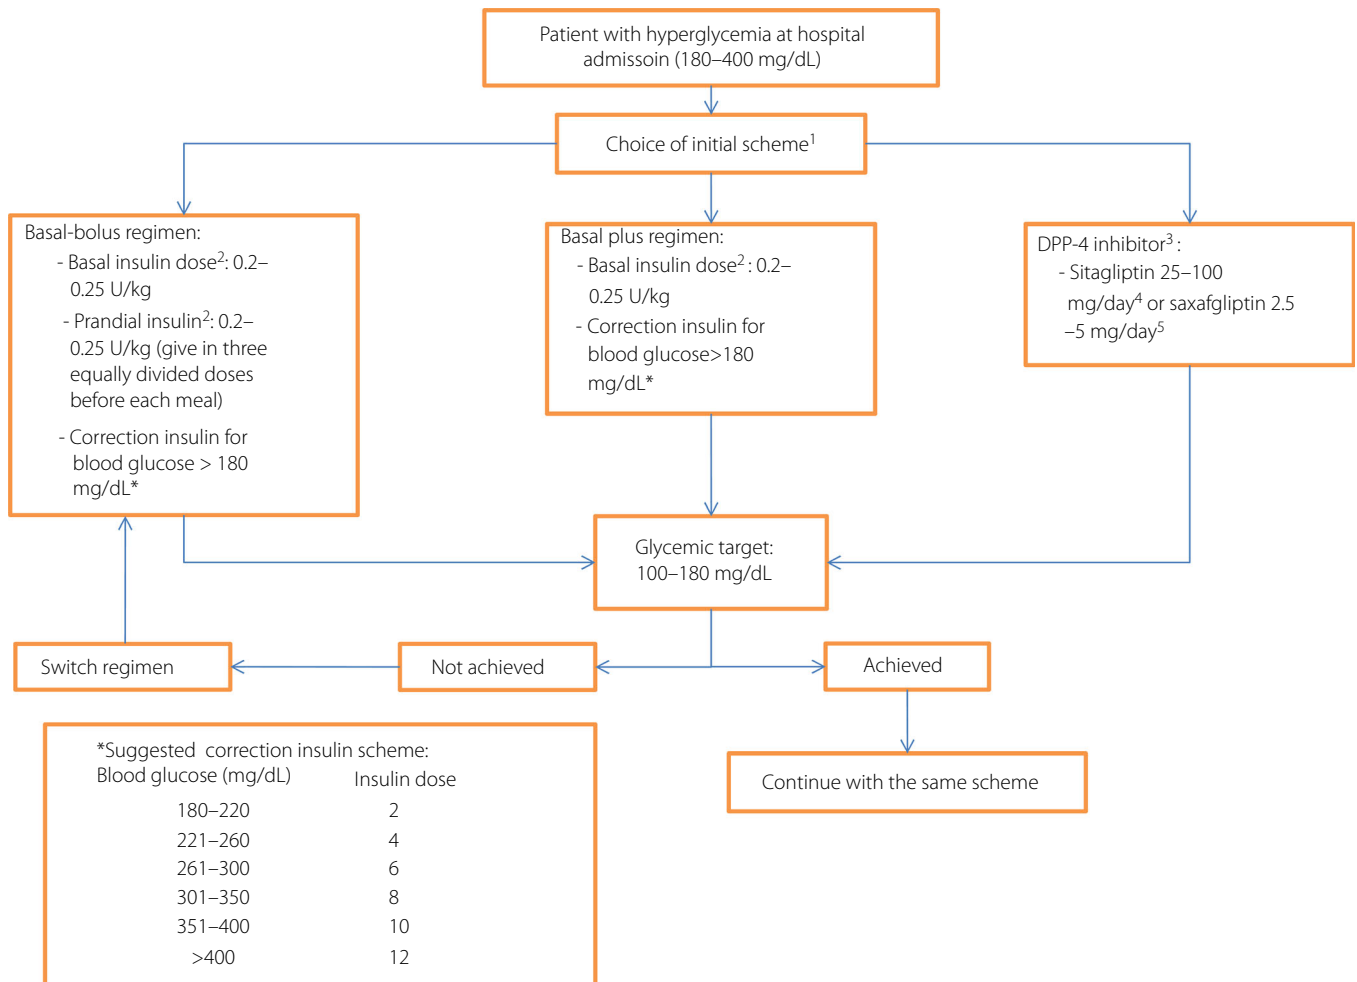 Patient with hyperglycemia at hospital
admissoin (180–400 mg/dL)
Choice of initial scheme1
Basal-bolus regimen:
- Basal insulin dose2: 0.2–
0.25 U/kg
- Prandial insulin2: 0.2–
0.25 U/kg (give in three
equally divided doses
before each meal)
- Correction insulin for
blood glucose > 180
mg/dL*
Basal plus regimen:
- Basal insulin dose2 : 0.2–
0.25 U/kg
- Correction insulin for
blood glucose>180
mg/dL*
DPP-4 inhibitor3 :
- Sitagliptin 25–100
mg/day4 or saxafgliptin 2.5
–5 mg/day5
Glycemic target:
100–180 mg/dL
Switch regimen
Not achieved
Achieved
Continue with the same scheme
*Suggested correction insulin scheme:
Blood glucose (mg/dL) Insulin dose
180–220 2
221–260 4
261–300 6
301–350 8
351–400 10
>400 12